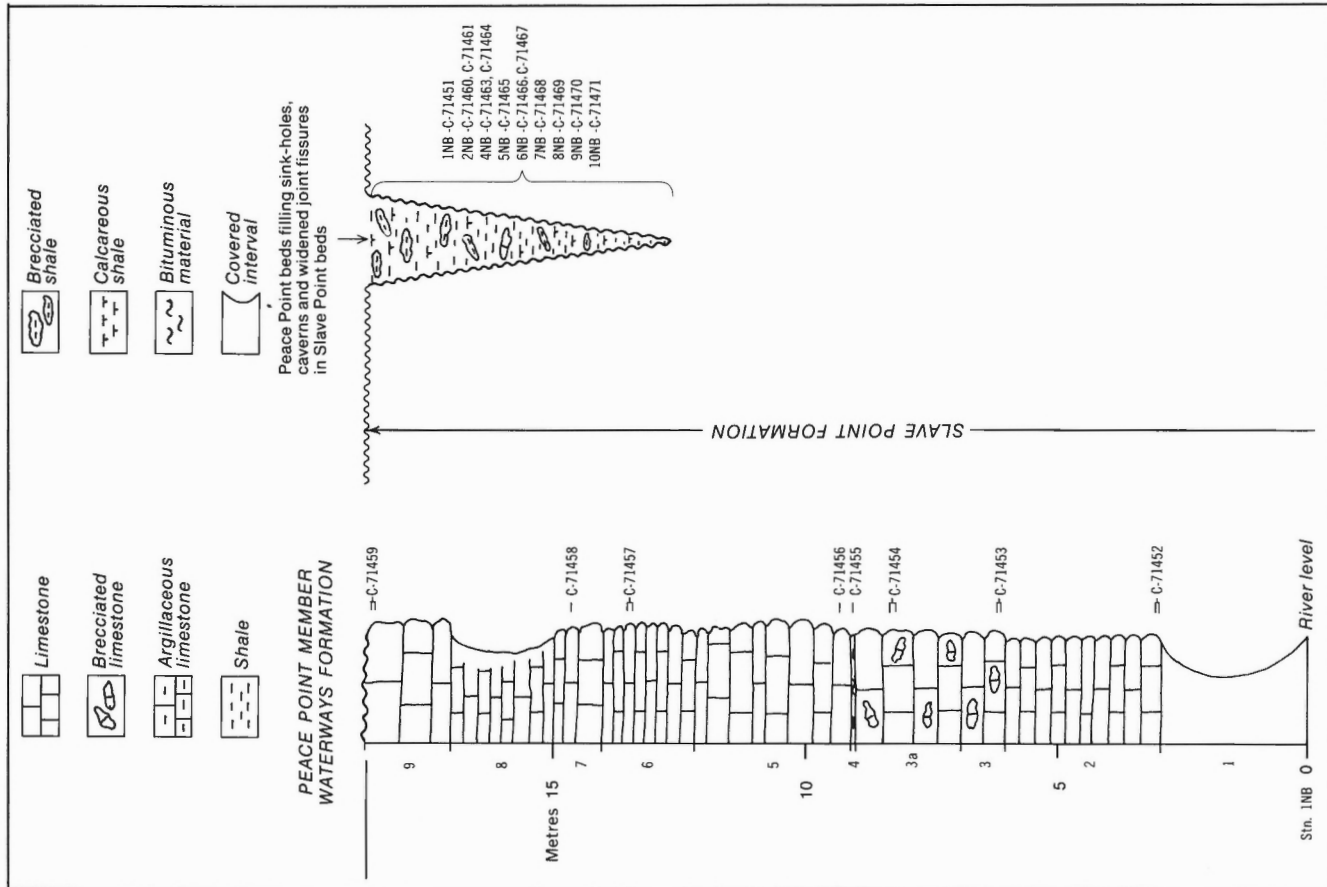 Limestone
Brecciated
limestone
Argillaceous
limestone
Shale
Brecciated
shale
Calcareous
shale
Bituminous
material
Covered
interval
PEACE POINT MEMBER
WATERWAYS FORMATION
Peace Point beds filling sink-holes,
caverns and widened joint fissures
in Slave Point beds
1NB -C-71451
2NB -C-71460, C-71461
4NB -C-71463, C-71464
5NB -C-71465
6NB -C-71466, C-71467
7NB -C-71468
8NB -C-71469
9NB -C-71470
10NB -C-71471
SLAVE POINT FORMATION
9
C-71459
8
Metres 15
7
C-71458
6
C-71457
5
10
C-71456
4
C-71455
3a
C-71454
3
C-71453
5
2
C-71452
1
Stn. 1NB 0
River level